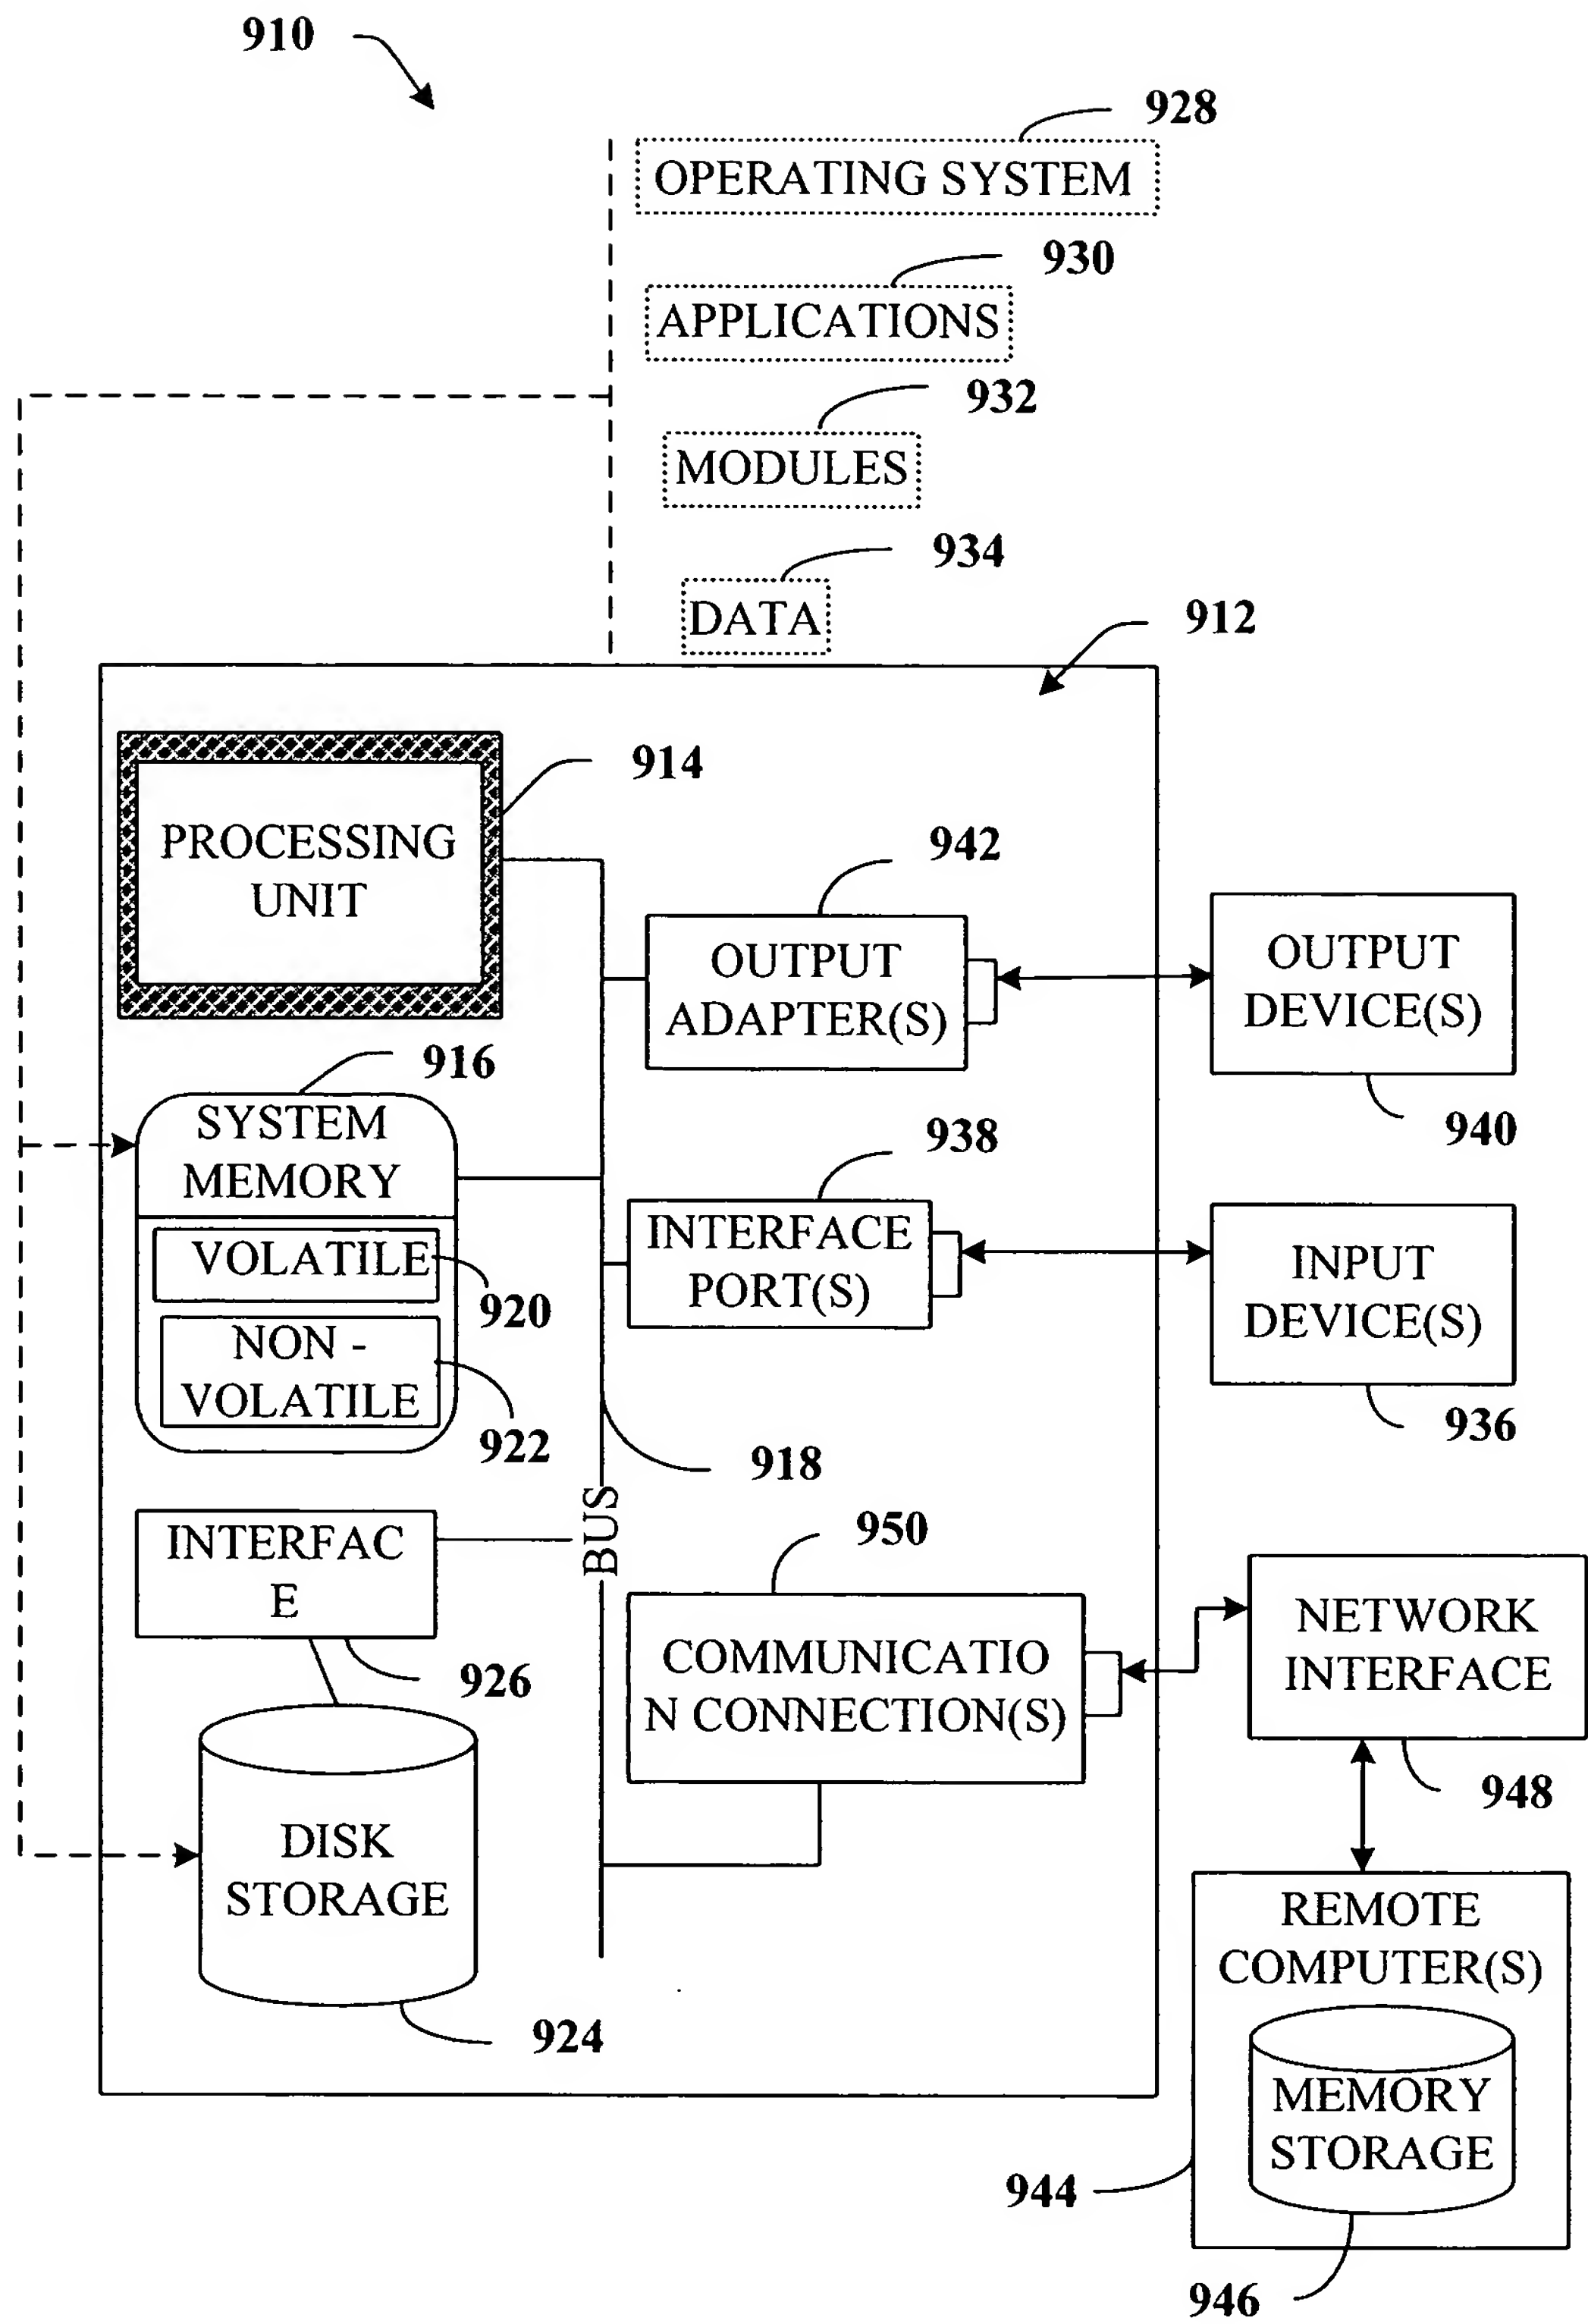 910
928
OPERATING SYSTEM
930
APPLICATIONS
932
MODULES
934
DATA
912
914
PROCESSING
UNIT
942
OUTPUT
ADAPTER(S)
OUTPUT
DEVICE(S)
940
916
SYSTEM
MEMORY
VOLATILE
920
NON -
VOLATILE
922
938
INTERFACE
PORT(S)
INPUT
DEVICE(S)
936
918
BUS
INTERFAC
E
926
950
COMMUNICATIO
N CONNECTION(S)
NETWORK
INTERFACE
948
DISK
STORAGE
924
REMOTE
COMPUTER(S)
MEMORY
STORAGE
944
946